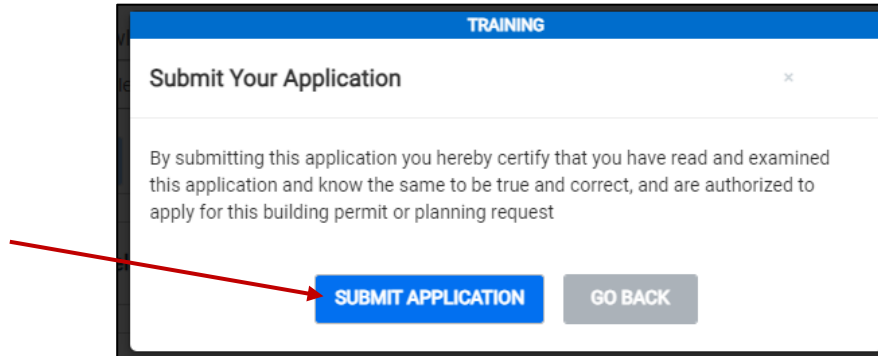 TRAINING
Submit Your Application
×
By submitting this application you hereby certify that you have read and examined
this application and know the same to be true and correct, and are authorized to
apply for this building permit or planning request
SUBMIT APPLICATION GO BACK